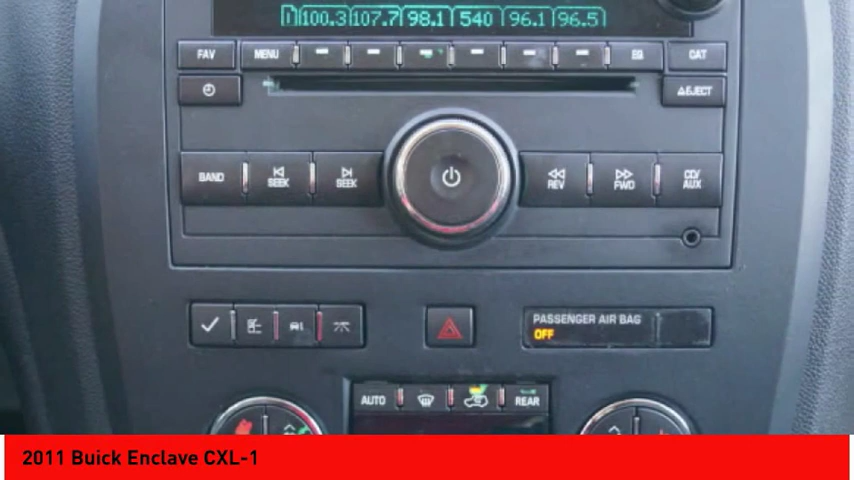 1 100.3 107.7 98.1 540 96.1 96.5
FAV MENU EQ CAT
EJECT
BAND SEEK SEEK REV FWD CD/AUX
PASSENGER AIR BAG
OFF
AUTO REAR
2011 Buick Enclave CXL-1